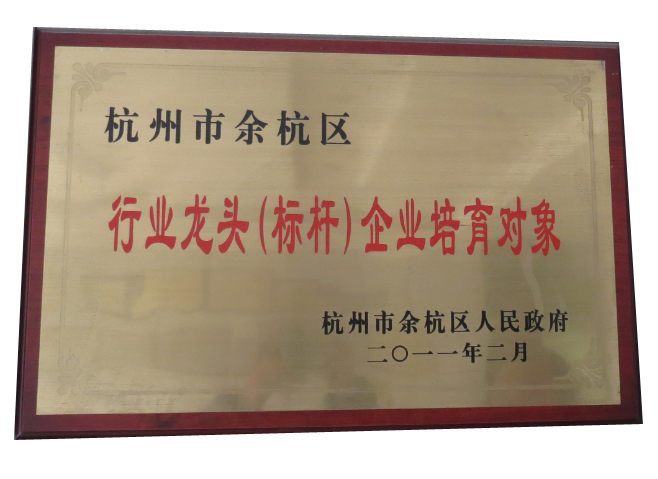 杭州市余杭区
行业龙头(标杆)企业培育对象
杭州市余杭区人民政府
二〇一一年二月